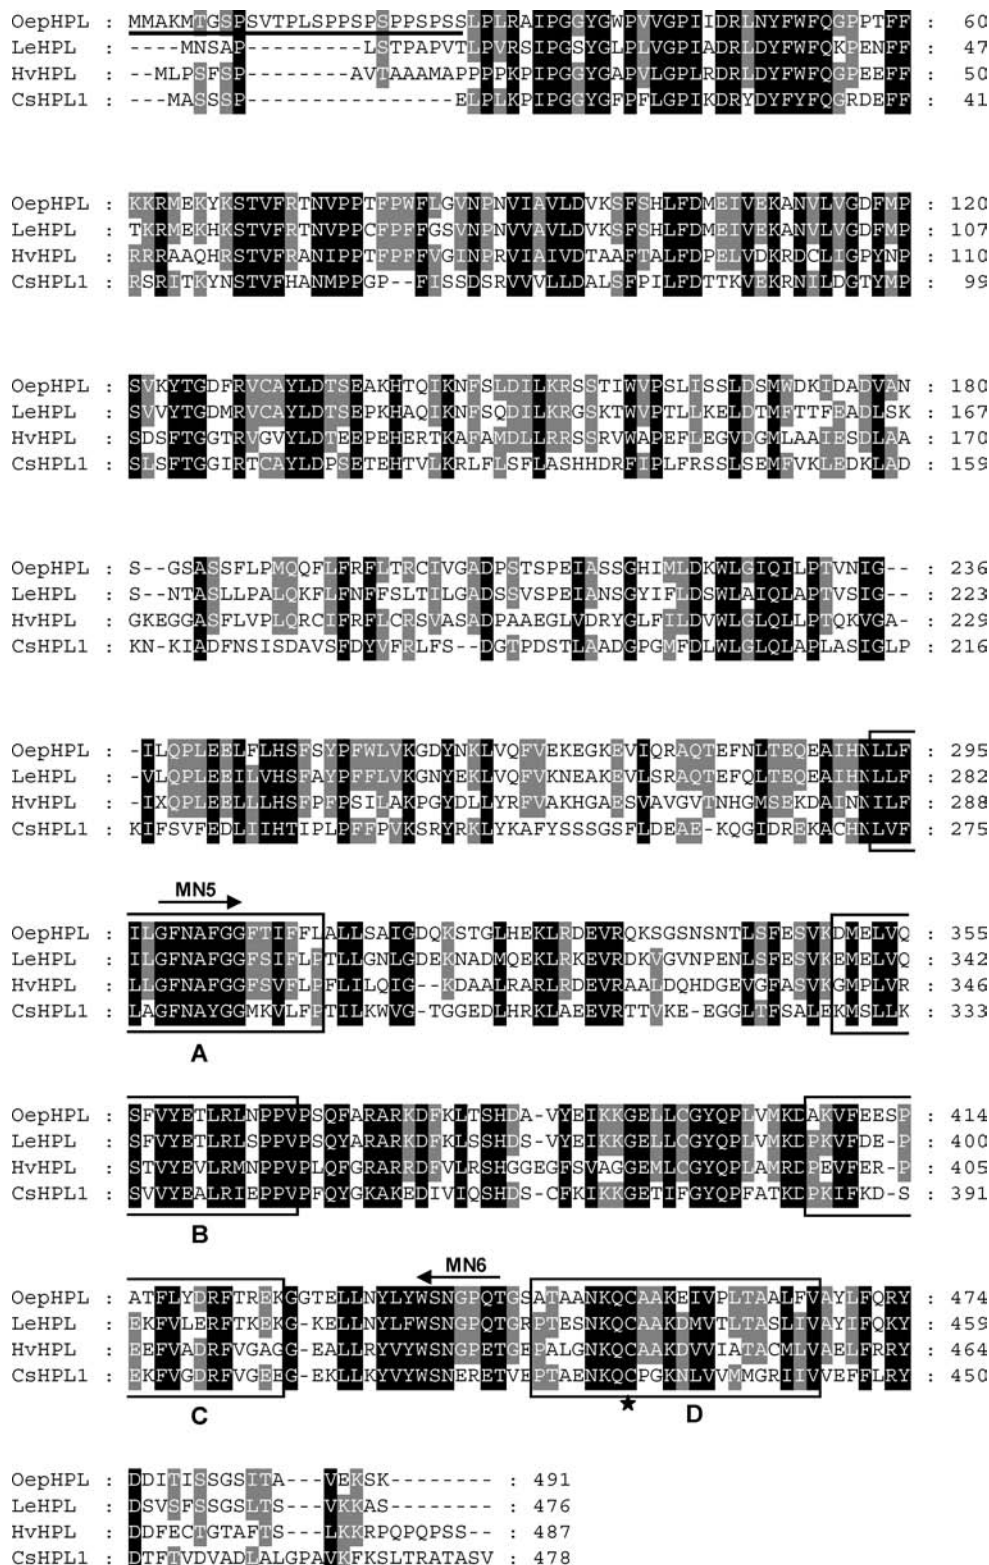 OepHPL : MMAKMTGSPSVTPLSPPSPSPPSPSSLPLRAIPGGYGWPVVGPIIDRLNYFWFQGPPTFF : 60
LeHPL : ----MNSAP---------LSTPAPVTLPVRSIPGSYGLPLVGPIADRLDYFWFQKPENFF : 47
HvHPL : --MLPSFSP--------AVTAAAMAPPPPKPIPGGYGAPVLGPLRDRLDYFWFQGPEEFF : 50
CsHPL1 : ---MASSSP----------------ELPLKPIPGGYGFPFLGPIKDRYDYFYFQGRDEFF : 41
OepHPL : KKRMEKYKSTVFRTNVPPTFPWFLGVNPNVIAVLDVKSFSHLFDMEIVEKANVLVGDFMP : 120
LeHPL : TKRMEKHKSTVFRTNVPPCFPFFGSVNPNVVAVLDVKSFSHLFDMEIVEKANVLVGDFMP : 107
HvHPL : RRRAAQHRSTVFRANIPPTFPFFVGINPRVIAIVDTAAFTALFDPELVDKRDCLIGPYNP : 110
CsHPL1 : RSRITKYNSTVFHANMPPGP--FISSDSRVVVLLDALSFPILFDTTKVEKRNILDGTYMP : 99
OepHPL : SVKYTGDFRVCAYLDTSEAKHTQIKNFSLDILKRSSTIWVPSLISSLDSMWDKIDADVAN : 180
LeHPL : SVVYTGDMRVCAYLDTSEPKHAQIKNFSQDILKRGSKTWVPTLLKELDTMFTTFEADLSK : 167
HvHPL : SDSFTGGTRVGVYLDTEEPEHERTKAFAMDLLRRSSRVWAPEFLEGVDGMLAAIESDLAA : 170
CsHPL1 : SLSFTGGIRTCAYLDPSETEHTVLKRLFLSFLASHHDRFIPLFRSSLSEMFVKLEDKLAD : 159
OepHPL : S--GSASSFLPMQQFLFRFLTRCIVGADPSTSPEIASSGHIMLDKWLGIQILPTVNIG-- : 236
LeHPL : S--NTASLLPALQKFLFNFFSLTILGADSSVSPEIANSGYIFLDSWLAIQLAPTVSIG-- : 223
HvHPL : GKEGGASFLVPLQRCIFRFLCRSVASADPAAEGLVDRYGLFILDVWLGLQLLPTQKVGA- : 229
CsHPL1 : KN-KIADFNSISDAVSFDYVFRLFS--DGTPDSTLAADGPGMFDLWLGLQLAPLASIGLP : 216
OepHPL : -ILQPLEELFLHSFSYPFWLVKGDYNKLVQFVEKEGKEVIQRAQTEFNLTEQEAIHNLLF : 295
LeHPL : -VLQPLEEILVHSFAYPFFLVKGNYEKLVQFVKNEAKEVLSRAQTEFQLTEQEAIHNLLF : 282
HvHPL : -IXQPLEELLLHSFPFPSILAKPGYDLLYRFVAKHGAESVAVGVTNHGMSEKDAINNILF : 288
CsHPL1 : KIFSVFEDLIIHTIPLPFFPVKSRYRKLYKAFYSSSGSFLDEAE-KQGIDREKACHNLVF : 275
MN5
OepHPL : ILGFNAFGGFTIFFLALLSAIGDQKSTGLHEKLRDEVRQKSGSNSNTLSFESVKDMELVQ : 355
LeHPL : ILGFNAFGGFSIFLPTLLGNLGDEKNADMQEKLRKEVRDKVGVNPENLSFESVKEMELVQ : 342
HvHPL : LLGFNAFGGFSVFLPFLILQIG--KDAALRARLRDEVRAALDQHDGEVGFASVKGMPLVR : 346
CsHPL1 : LAGFNAYGGMKVLFPTILKWVG-TGGEDLHRKLAEEVRTTVKE-EGGLTFSALEKMSLLK : 333
A
OepHPL : SFVYETLRLNPPVPSQFARARKDFKLTSHDA-VYEIKKGELLCGYQPLVMKDAKVFEESP : 414
LeHPL : SFVYETLRLSPPVPSQYARARKDFKLSSHDS-VYEIKKGELLCGYQPLVMKDPKVFDE-P : 400
HvHPL : STVYEVLRMNPPVPLQFGRARRDFVLRSHGGEGFSVAGGEMLCGYQPLAMRDPEVFER-P : 405
CsHPL1 : SVVYEALRIEPPVPFQYGKAKEDIVIQSHDS-CFKIKKGETIFGYQPFATKDPKIFKD-S : 391
B
MN6
OepHPL : ATFLYDRFTREKGGTELLNYLYWSNGPQTGSATAANKQCAAKEIVPLTAALFVAYLFQRY : 474
LeHPL : EKFVLERFTKEKG-KELLNYLFWSNGPQTGRPTESNKQCAAKDMVTLTASLIVAYIFQKY : 459
HvHPL : EEFVADRFVGAGG-EALLRYVYWSNGPETGEPALGNKQCAAKDVVIATACMLVAELFRRY : 464
CsHPL1 : EKFVGDRFVGEEG-EKLLKYVYWSNERETVEPTAENKQCPGKNLVVMMGRIIVVEFFLRY : 450
C ★ D
OepHPL : DDITISSGSITA---VEKSK-------- : 491
LeHPL : DSVSFSSGSLTS---VKKAS-------- : 476
HvHPL : DDFECTGTAFTS---LKKRPQPQPSS-- : 487
CsHPL1 : DTFTVDVADLALGPAVKFKSLTRATASV : 478